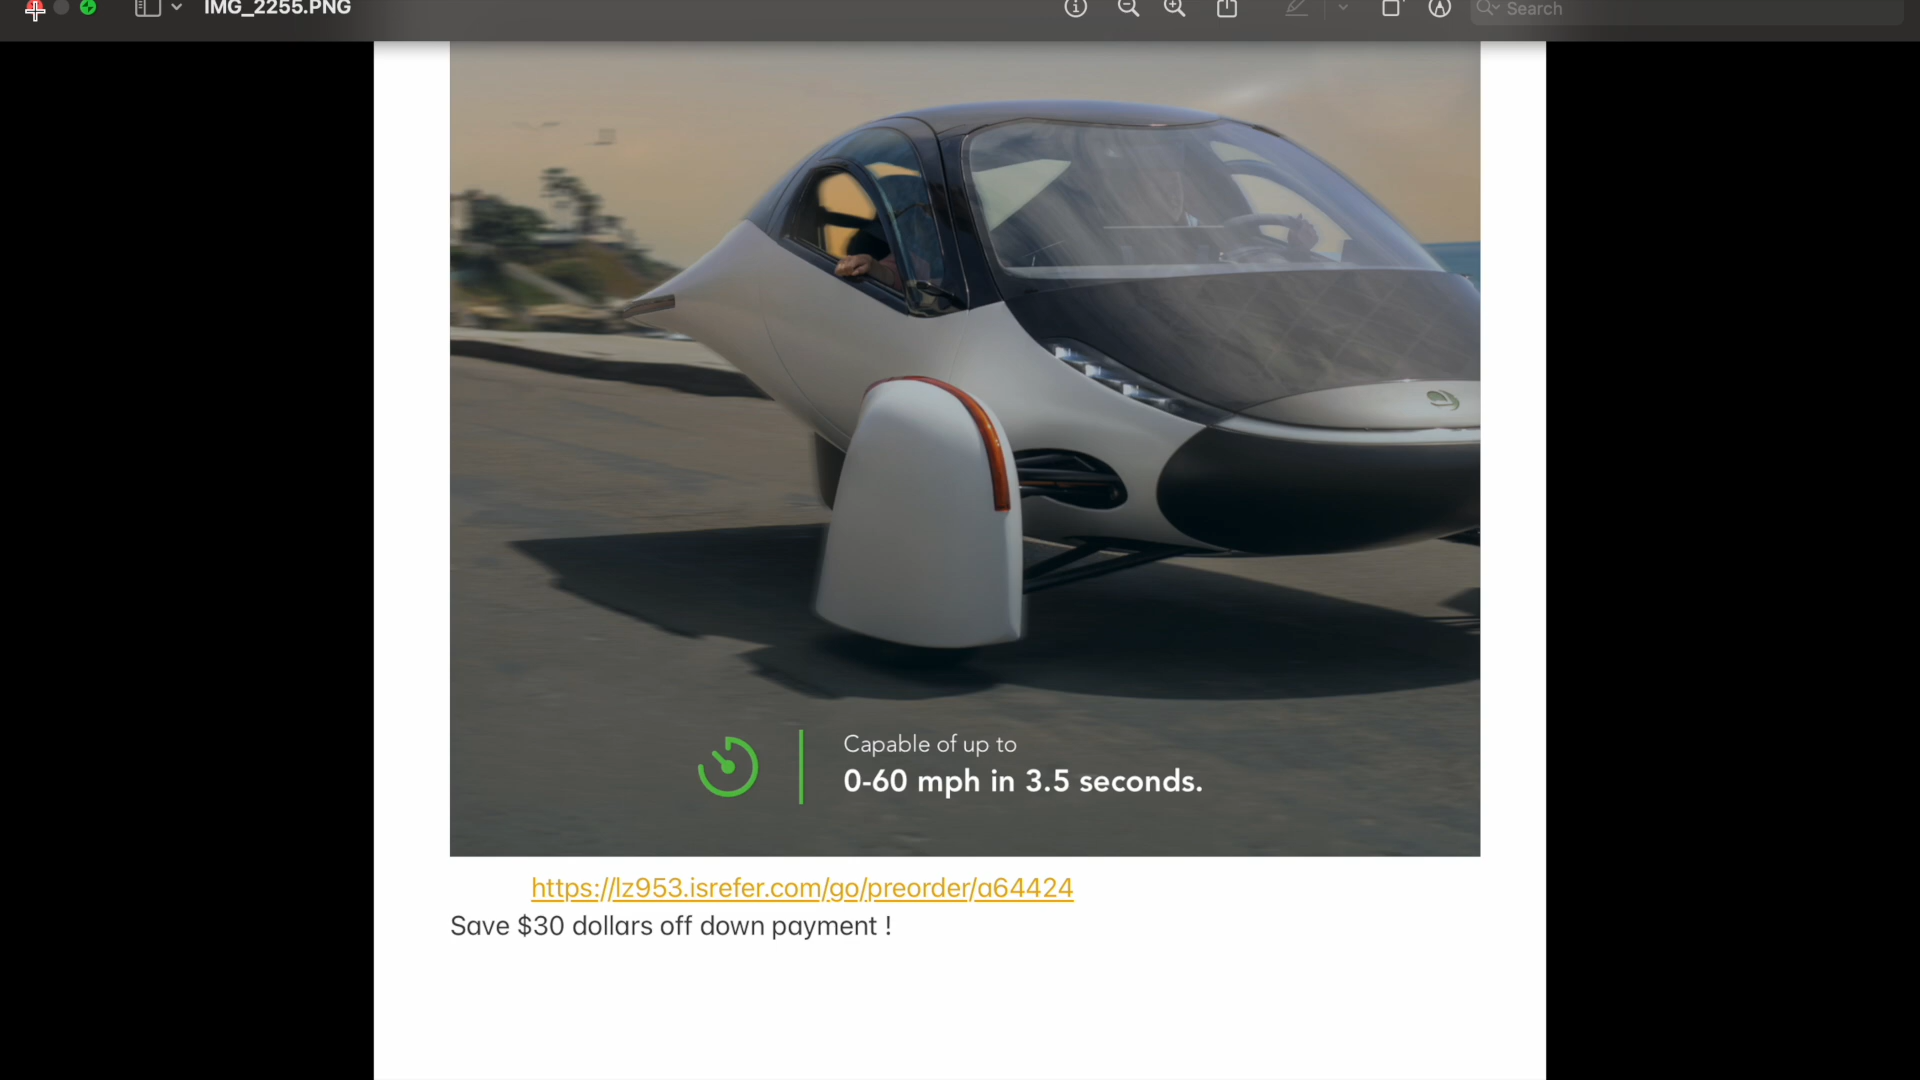 IMG_2255.PNG
Search
Capable of up to
0-60 mph in 3.5 seconds.
https://lz953.isrefer.com/go/preorder/a64424
Save $30 dollars off down payment !